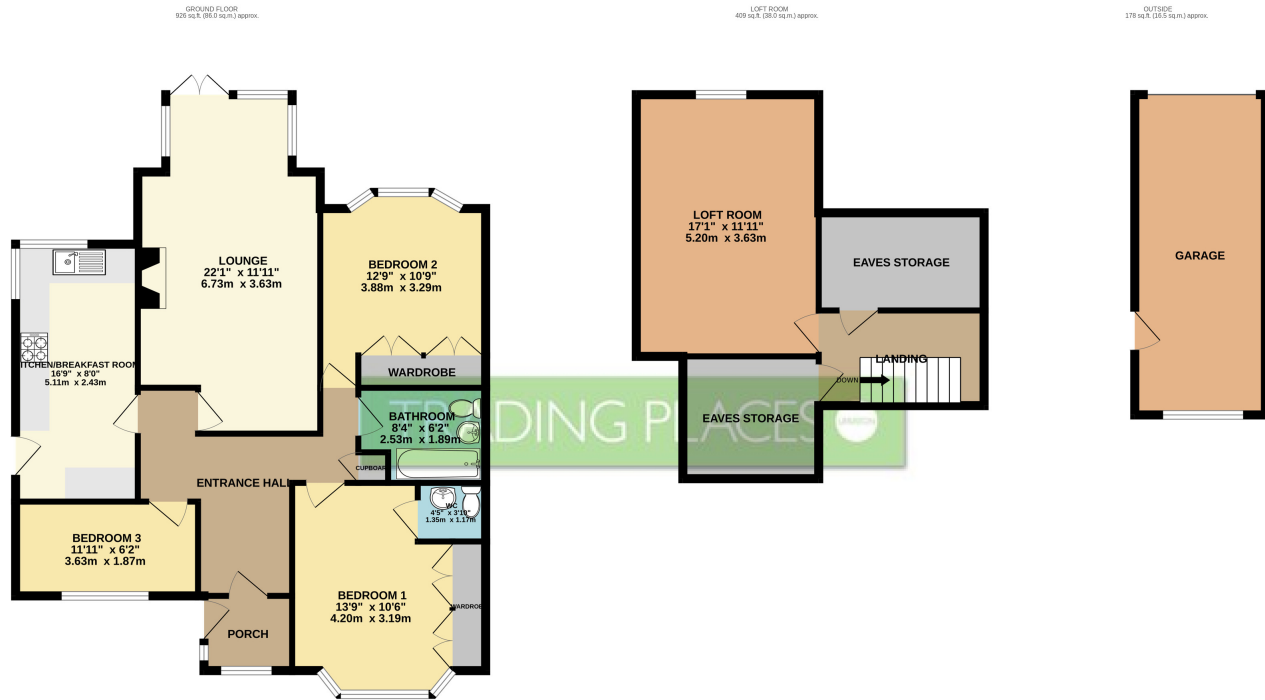 GROUND FLOOR
926 sq.ft. (86.0 sq.m.) approx.
LOFT ROOM
409 sq.ft. (38.0 sq.m.) approx.
OUTSIDE
178 sq.ft. (16.5 sq.m.) approx.
LOUNGE
22'1" x 11'11"
6.73m x 3.63m
BEDROOM 2
12'9" x 10'9"
3.88m x 3.29m
ITCHEN/BREAKFAST ROOM
16'9" x 8'0"
5.11m x 2.43m
WARDROBE
BATHROOM
8'4" x 6'2"
2.53m x 1.89m
CUPBOAR
ENTRANCE HALL
WC
4'5" x 3'10"
1.35m x 1.17m
BEDROOM 3
11'11" x 6'2"
3.63m x 1.87m
BEDROOM 1
13'9" x 10'6"
4.20m x 3.19m
WARDROBE
PORCH
LOFT ROOM
17'1" x 11'11"
5.20m x 3.63m
EAVES STORAGE
LANDING
DOWN
EAVES STORAGE
GARAGE
TRADING PLACES